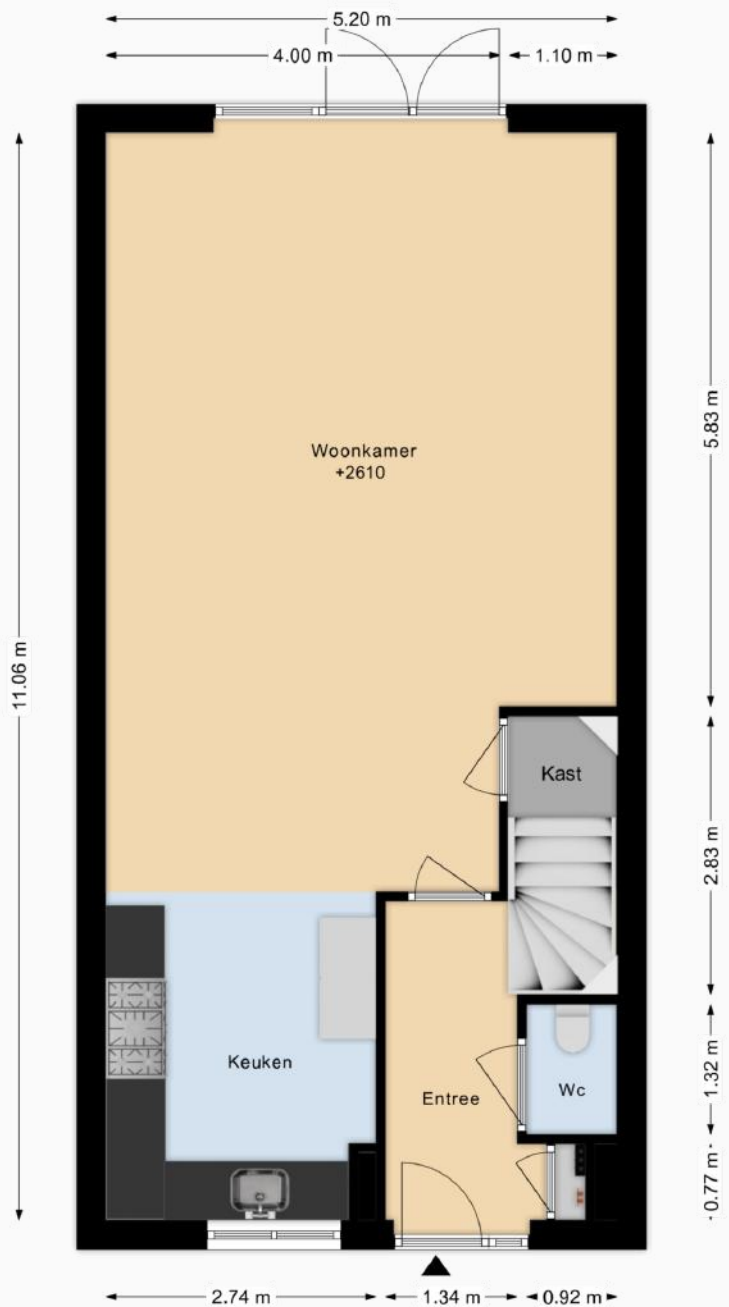 5.20 m
4.00 m
1.10 m
5.83 m
Woonkamer
+2610
11.06 m
Kast
2.83 m
Keuken
Entree
Wc
1.32 m
0.77 m
2.74 m
1.34 m
0.92 m